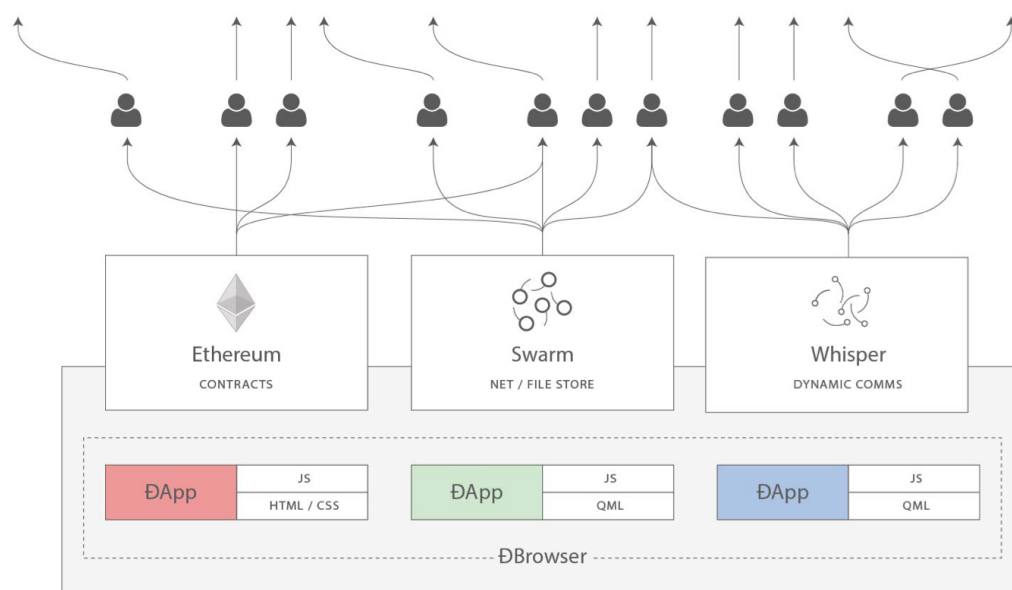 Ethereum
CONTRACTS
Swarm
NET / FILE STORE
Whisper
DYNAMIC COMMS
ĐApp
JS
HTML / CSS
ĐApp
JS
QML
ĐApp
JS
QML
ĐBrowser